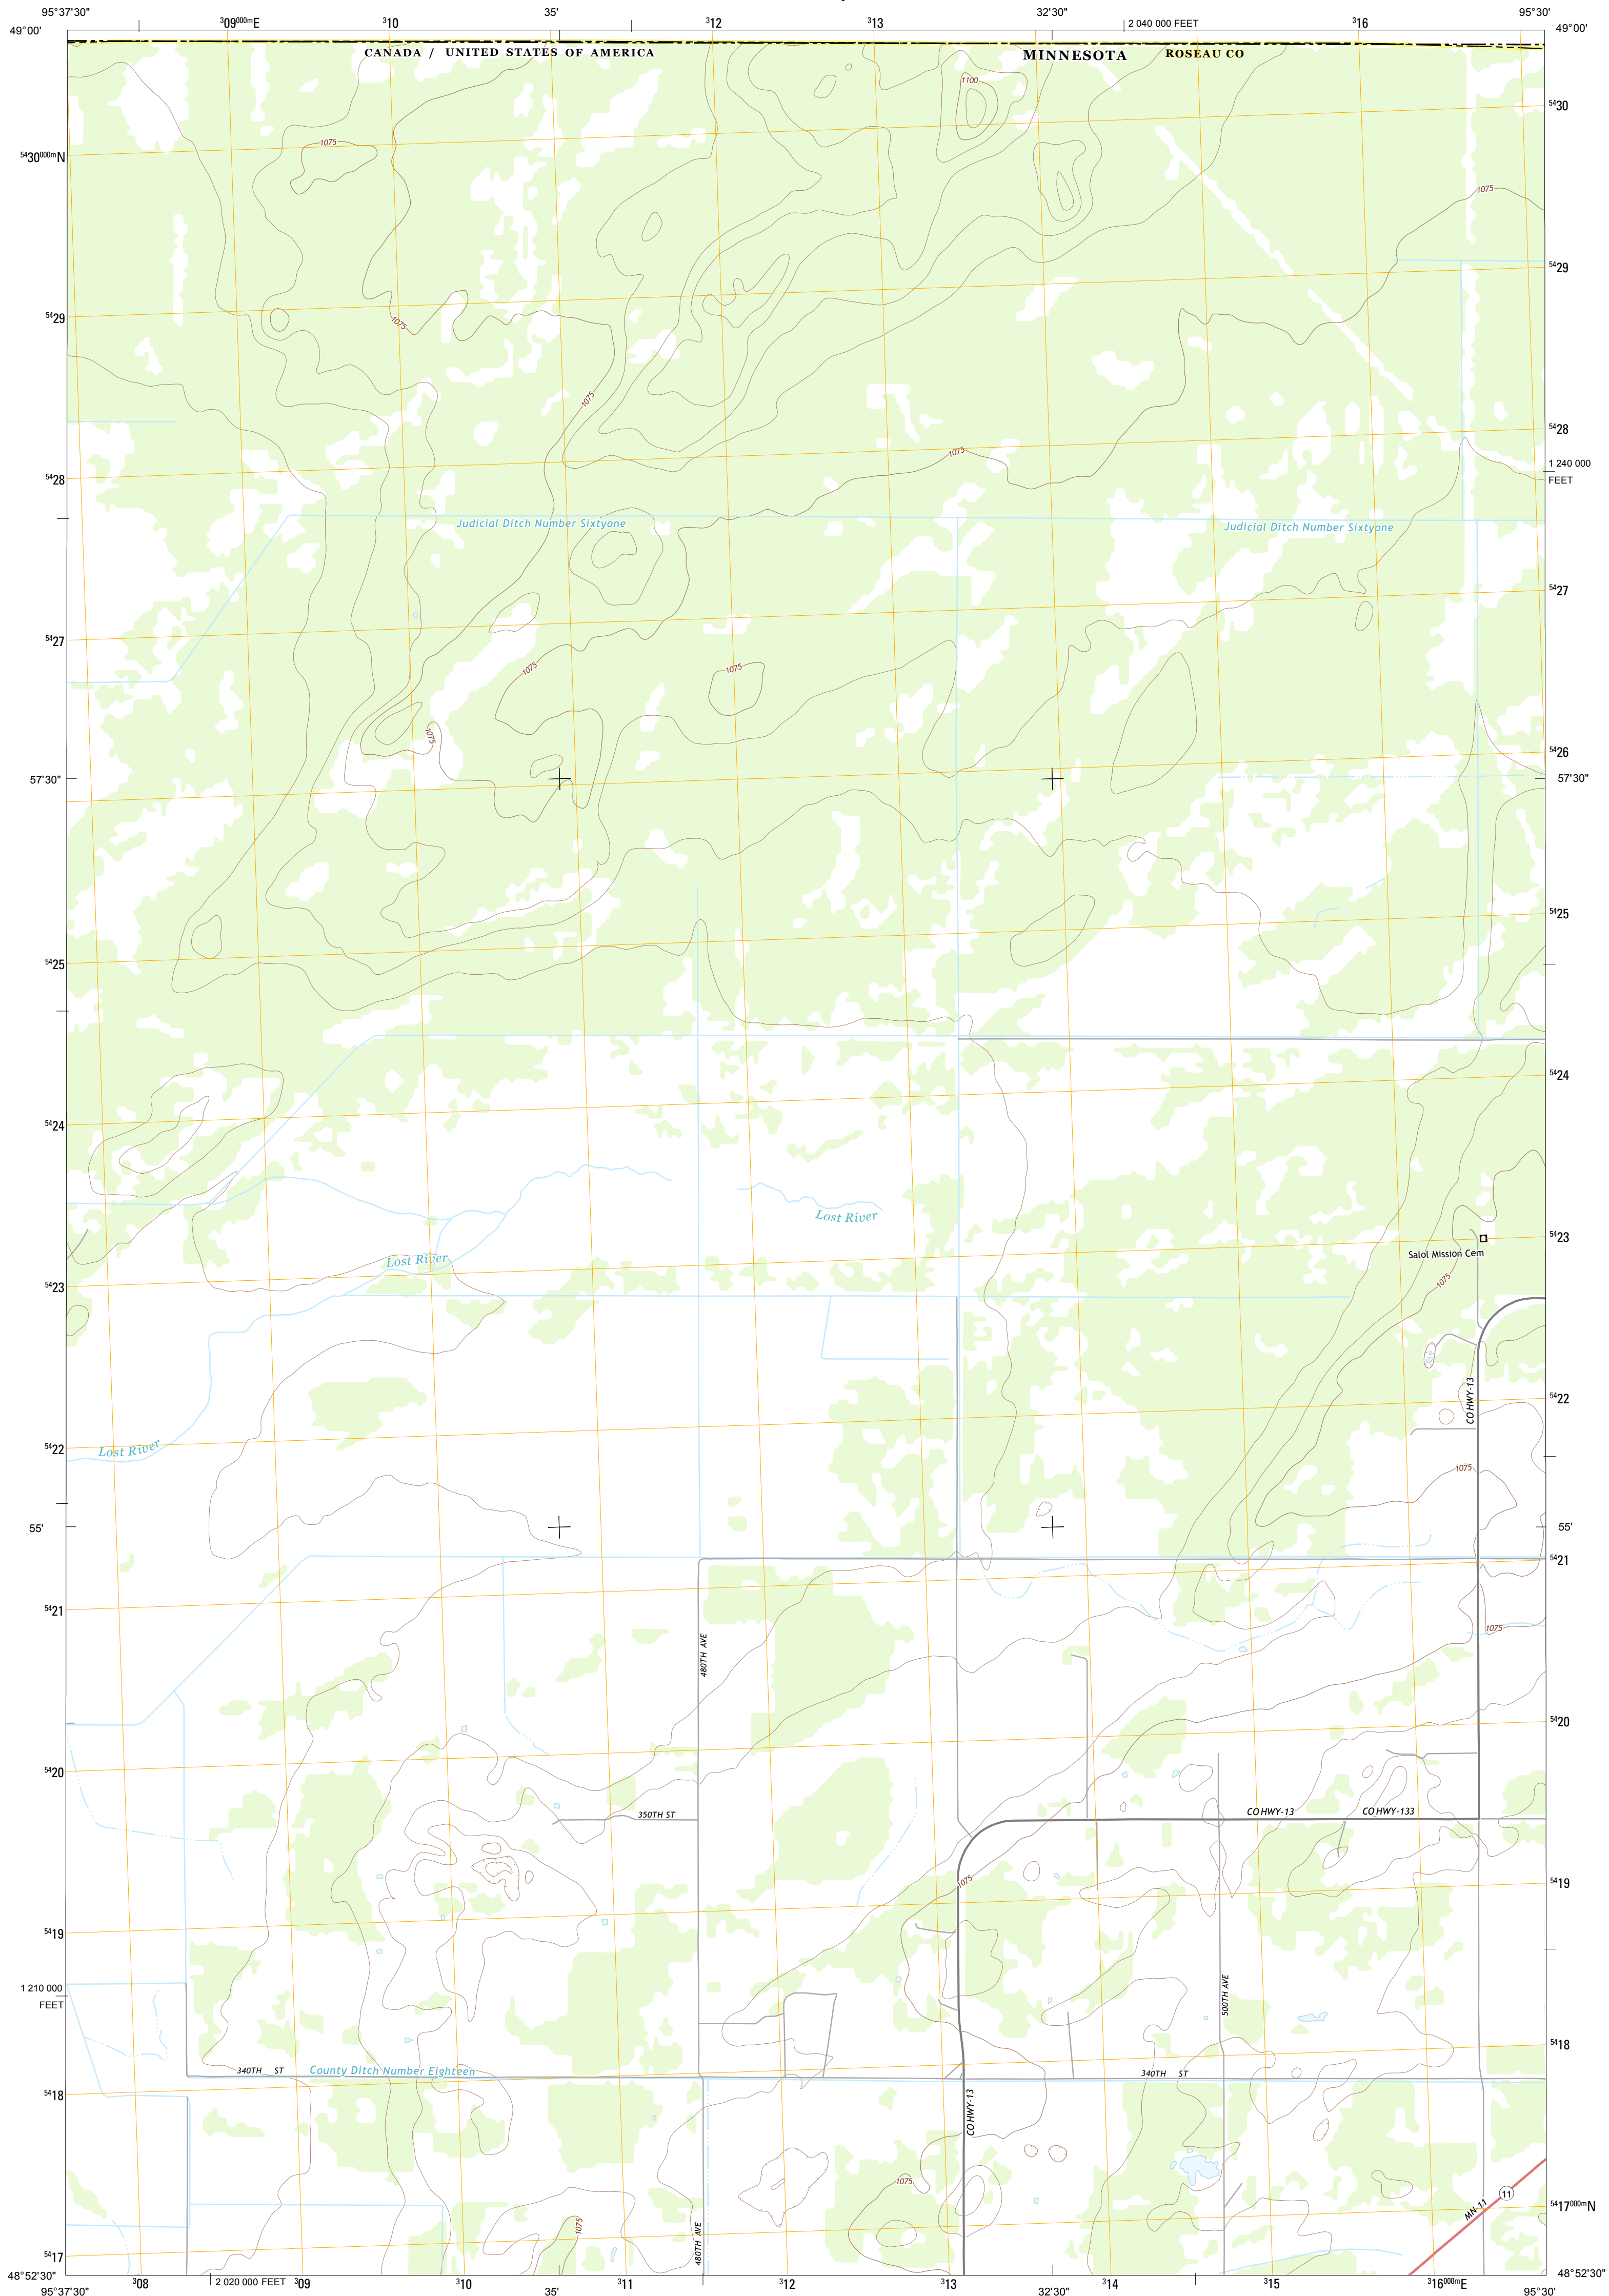 95°37'30"
309000mE
310
35'
312
313
32'30"
2 040 000 FEET
316
95°30'
49°00'
49°00'
CANADA / UNITED STATES OF AMERICA
MINNESOTA
ROSEAU CO
1100
5430
1075
5430000mN
1075
5429
5429
1075
1075
5428
1075
1 240 000
FEET
5428
Judicial Ditch Number Sixtyone
Judicial Ditch Number Sixtyone
5427
5427
1075
1075
1075
5426
57'30"
57'30"
5425
5425
5424
5424
Lost River
5423
Salol Mission Cem
Lost River
1075
5423
CO HWY-13
5422
Lost River
5422
1075
55'
55'
5421
5421
1075
480TH AVE
5420
5420
350TH ST
CO HWY-13
CO HWY-133
1075
5419
5419
1 210 000
FEET
500TH AVE
5418
340TH ST
County Ditch Number Eighteen
340TH ST
5418
CO HWY-13
1075
11
MN-11
5417000mN
1075
480TH AVE
5417
48°52'30"
48°52'30"
95°37'30"
308
2 020 000 FEET
309
310
35'
311
312
313
32'30"
314
315
316000mE
95°30'